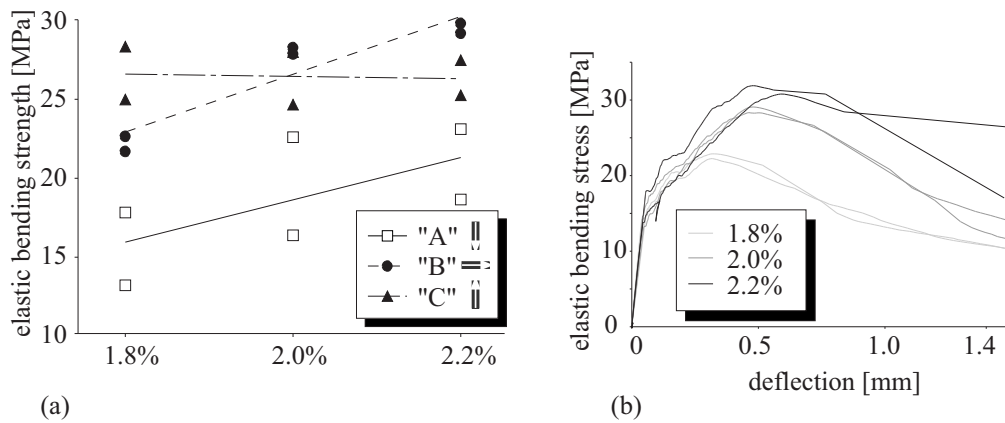 elastic bending strength [MPa]
30
25
20
15
10
1.8%
2.0%
2.2%
"A"
"B"
"C"
(a)
elastic bending stress [MPa]
30
20
10
0
0
0.5
1.0
1.4
deflection [mm]
1.8%
2.0%
2.2%
(b)